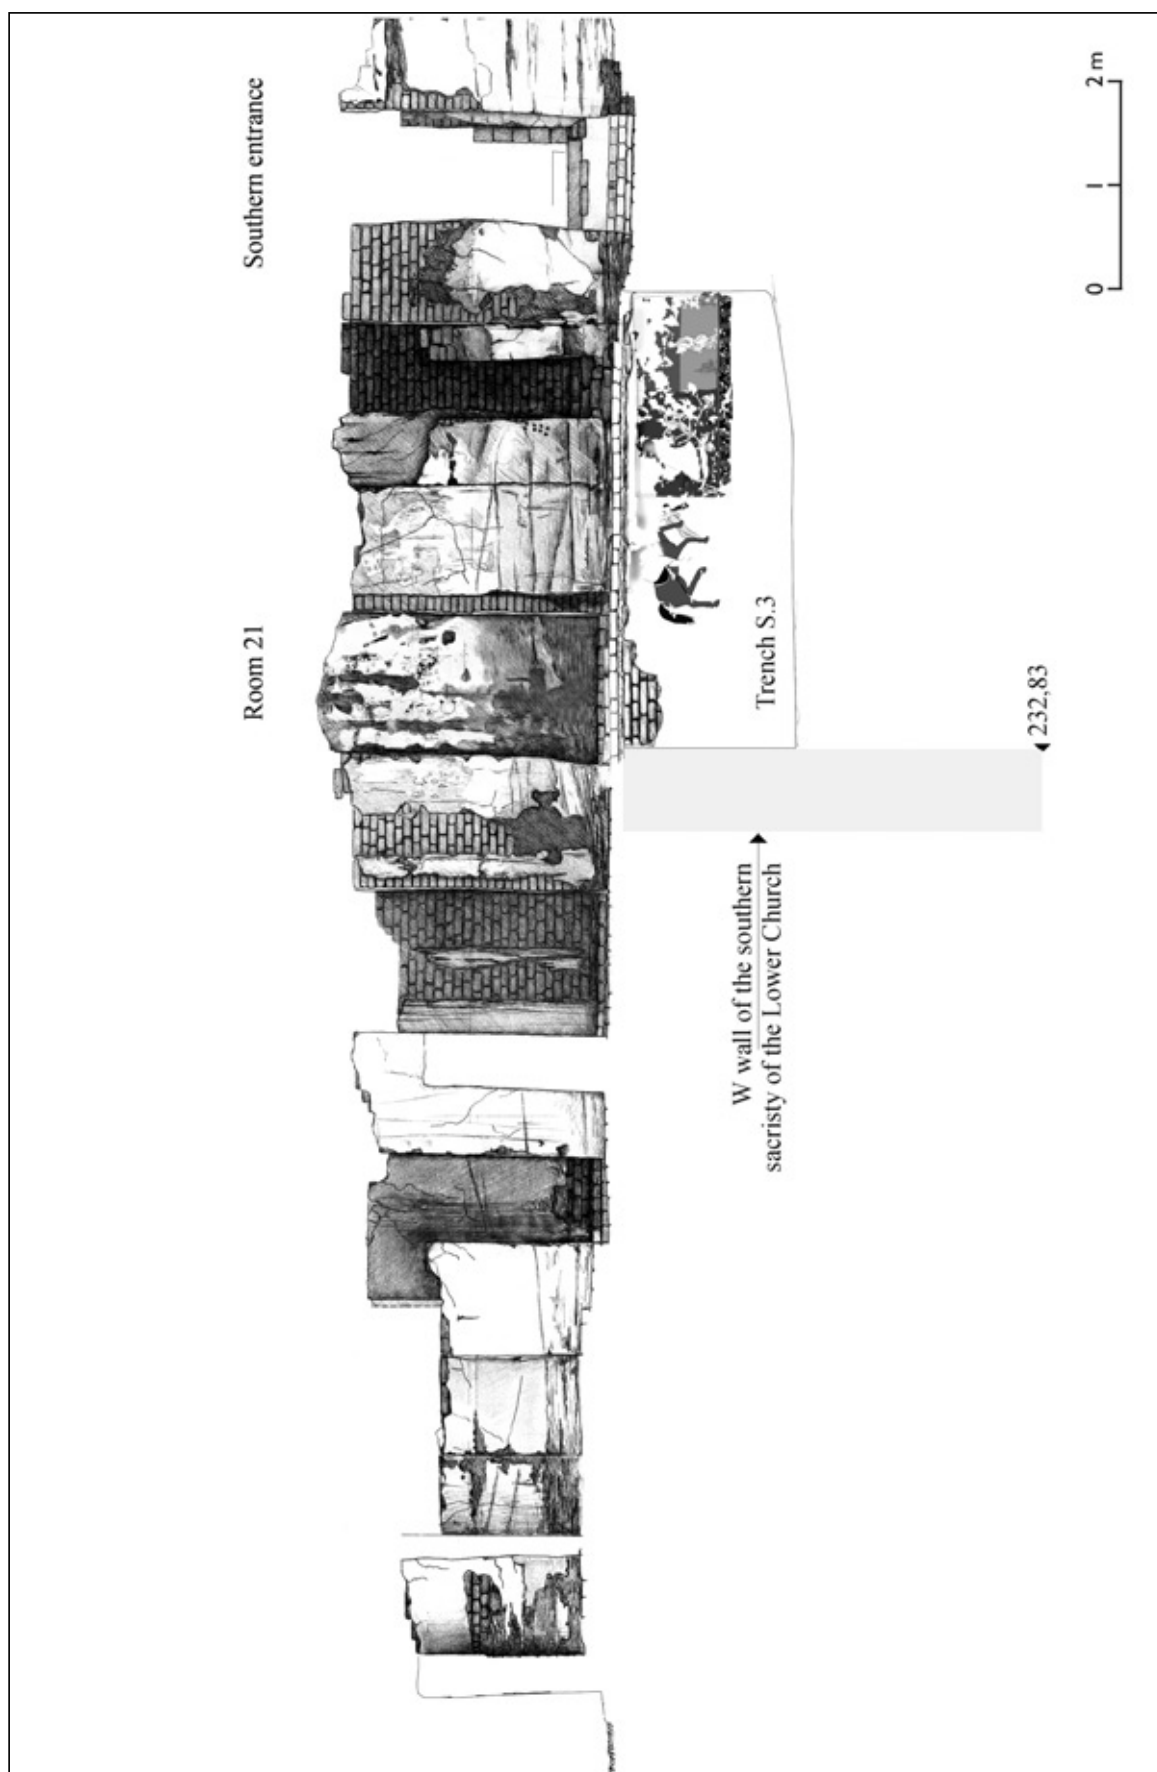 Room 21
Southern entrance
Trench S.3
W wall of the southern
sacristy of the Lower Church
232,83
0 1 2 m